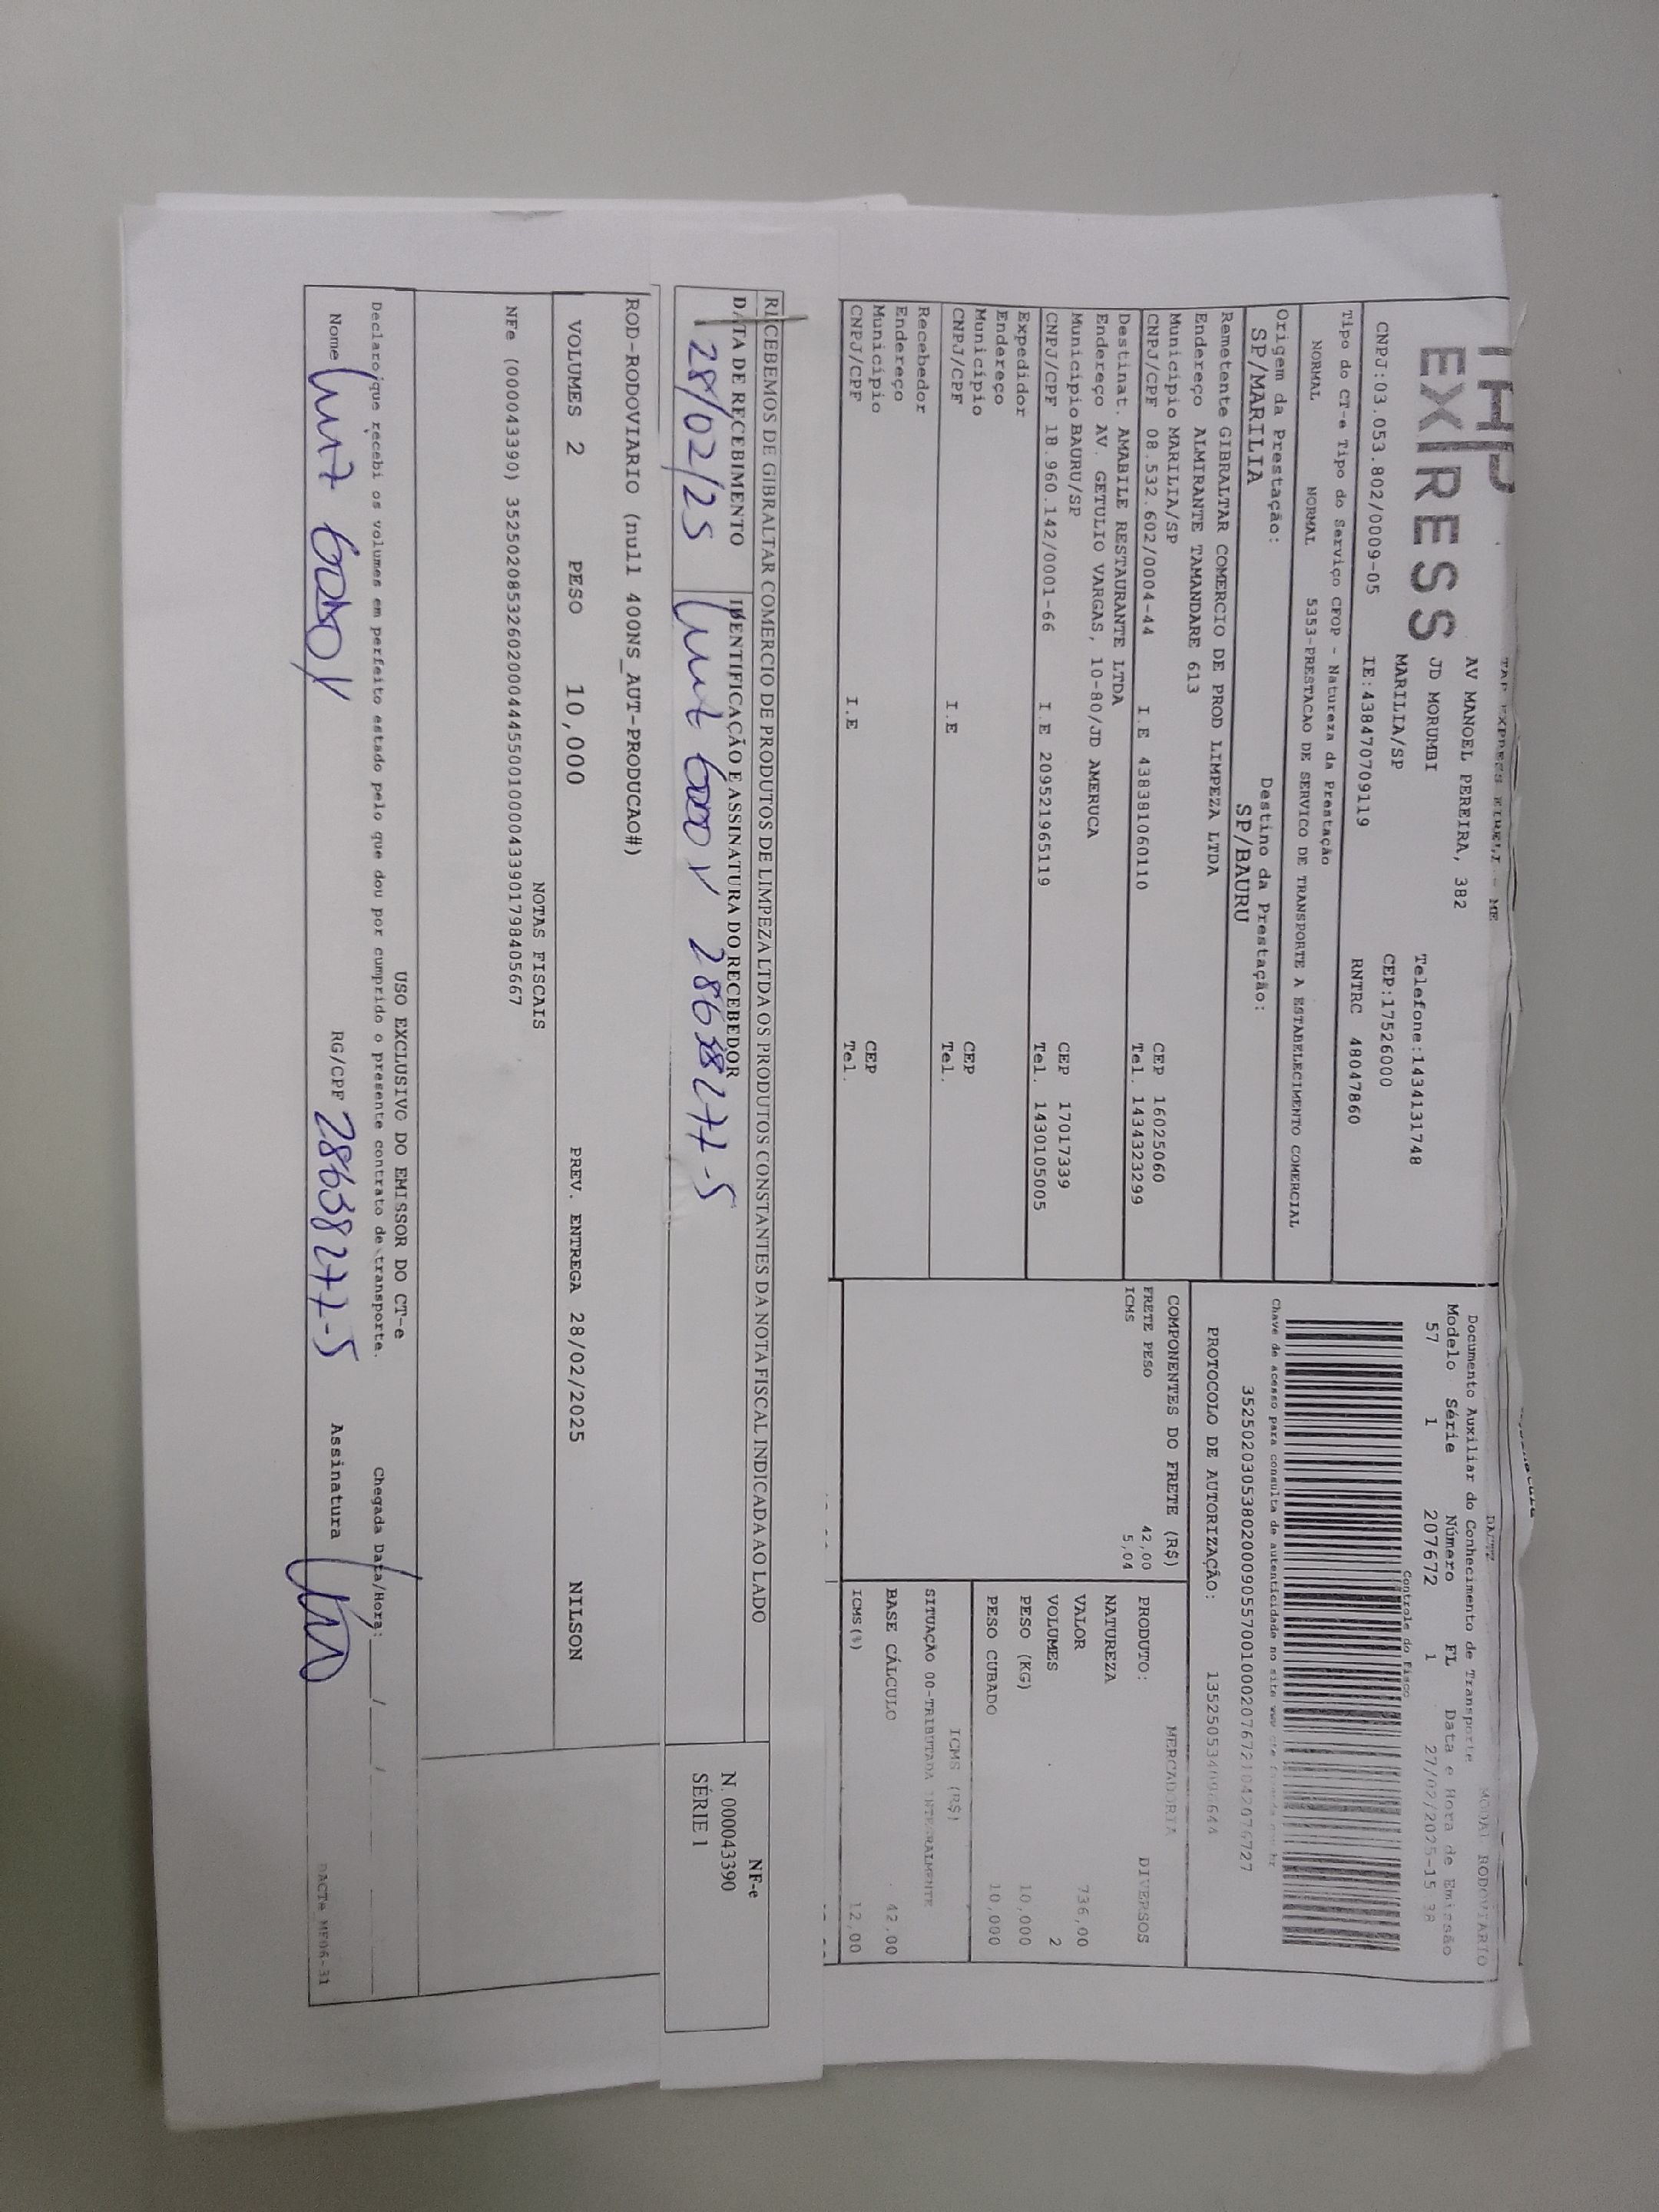 EXPRESS
AV MANOEL PEREIRA, 382
JD MORUMBI
MARILIA/SP
Telefone:1434131748
CEP:17526000
CNPJ:03.053.802/0009-05 IE:438470709119 RNTRC 48047860
Tipo do CT-e Tipo do Serviço CFOP - Natureza da Prestação
NORMAL NORMAL 5353-PRESTACAO DE SERVICO DE TRANSPORTE A ESTABELECIMENTO COMERCIAL
Origem da Prestação: Destino da Prestação:
SP/MARILIA SP/BAURU
Remetente GIBRALTAR COMERCIO DE PROD LIMPEZA LTDA
Endereço ALMIRANTE TAMANDARE 613
Município MARILIA/SP CEP 16025060
CNPJ/CPF 08.532.602/0004-44 I.E 438381060110 Tel. 1434323299
Destinat. AMABILE RESTAURANTE LTDA
Endereço AV. GETULIO VARGAS, 10-80/JD AMERUCA
Município BAURU/SP CEP 17017339
CNPJ/CPF 18.960.142/0001-66 I.E 209521965119 Tel. 1430105005
Expedidor
Endereço
Município CEP
CNPJ/CPF I.E Tel.
Recebedor
Endereço
Município CEP
CNPJ/CPF I.E Tel.
DACTE MODAL RODOVIARIO
Documento Auxiliar do Conhecimento de Transporte
Modelo Série Número FL Data e Hora de Emissão
57 1 207672 1 27/02/2025-15
Controle do Fisco
Chave de acesso para consulta de autenticidade no site
PROTOCOLO DE AUTORIZAÇÃO:
COMPONENTES DO FRETE (R$)
FRETE PESO 42,00
ICMS 5,04
MERCADORIA
PRODUTO: DIVERSOS
NATUREZA
VALOR 736,00
VOLUMES 2
PESO (KG) 10,000
PESO CUBADO 10,000
ICMS (R$)
SITUAÇÃO 00-TRIBUTADA INTEGRALMENTE
BASE CÁLCULO 42,00
ICMS(%) 12,00
RECEBEMOS DE GIBRALTAR COMERCIO DE PRODUTOS DE LIMPEZA LTDA OS PRODUTOS CONSTANTES DA NOTA FISCAL INDICADA AO LADO
DATA DE RECEBIMENTO IDENTIFICAÇÃO E ASSINATURA DO RECEBEDOR
28/02/25 28638277-5
NF-e
N. 000043390
SÉRIE 1
ROD-RODOVIARIO (null 400NS_AUT-PRODUCAO#)
VOLUMES 2 PESO 10,000 PREV. ENTREGA 28/02/2025 NILSON
NOTAS FISCAIS
NFe (000043390) 35250208532602000444550010000433901798405667
USO EXCLUSIVO DO EMISSOR DO CT-e
Declaro que recebi os volumes em perfeito estado pelo que dou por cumprido o presente contrato de transporte. Chegada Data/Hora: ___/___/___
Nome RG/CPF 28638277-5 Assinatura
DACTe MF06-31